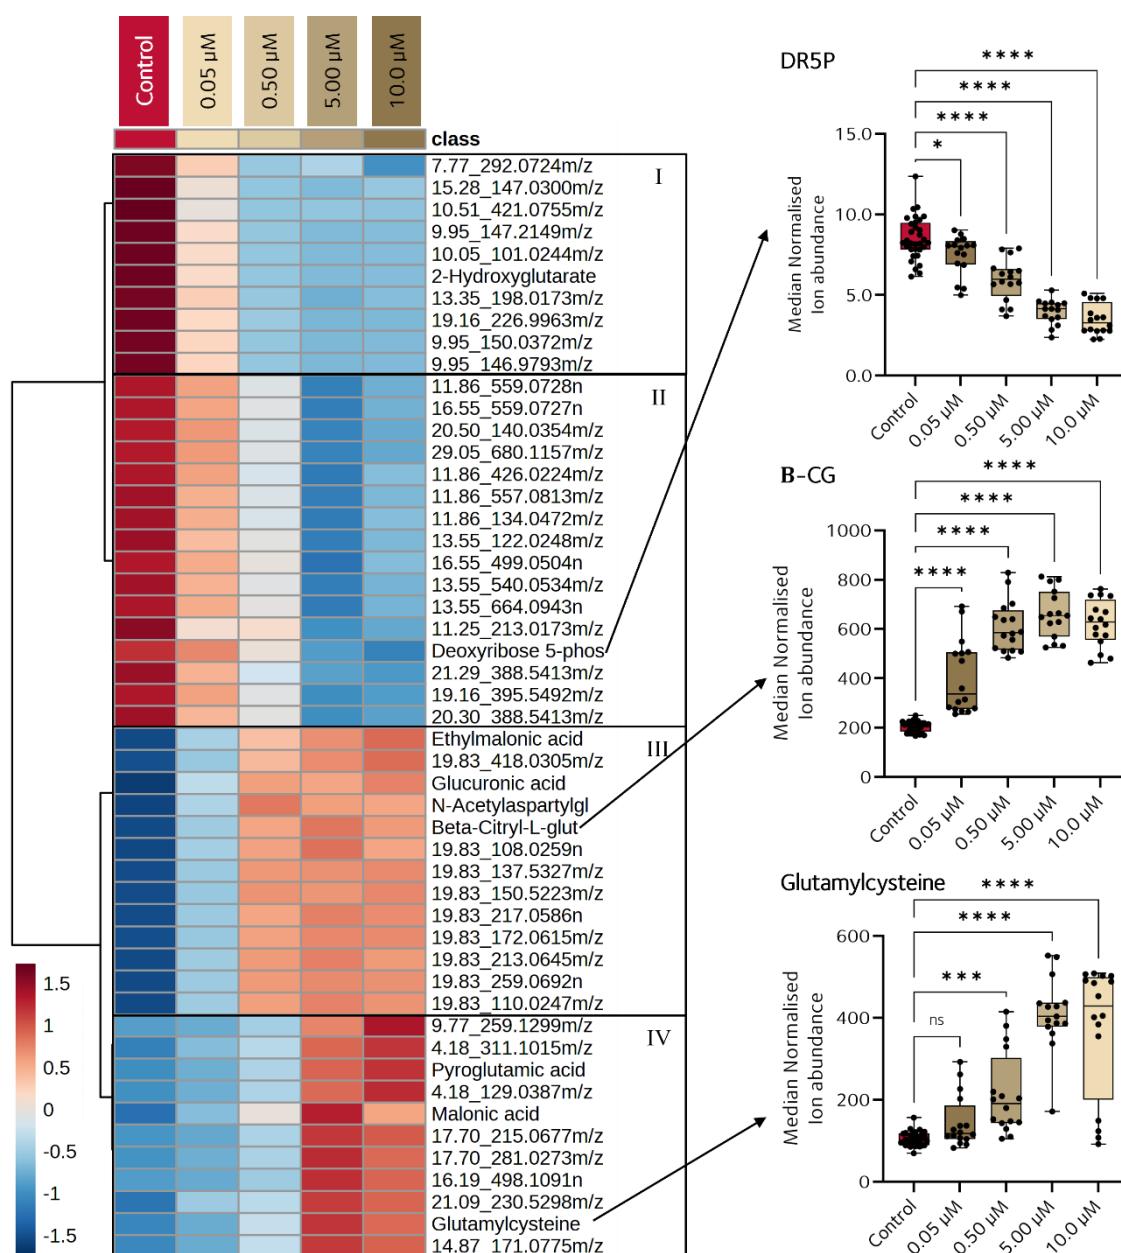 Control
0.05 µM
0.50 µM
5.00 µM
10.0 µM
class
I
7.77_292.0724m/z
15.28_147.0300m/z
10.51_421.0755m/z
9.95_147.2149m/z
10.05_101.0244m/z
2-Hydroxyglutarate
13.35_198.0173m/z
19.16_226.9963m/z
9.95_150.0372m/z
9.95_146.9793m/z
II
11.86_559.0728n
16.55_559.0727n
20.50_140.0354m/z
29.05_680.1157m/z
11.86_426.0224m/z
11.86_557.0813m/z
11.86_134.0472m/z
13.55_122.0248m/z
16.55_499.0504n
13.55_540.0534m/z
13.55_664.0943n
11.25_213.0173m/z
Deoxyribose 5-phos
21.29_388.5413m/z
19.16_395.5492m/z
20.30_388.5413m/z
III
Ethylmalonic acid
19.83_418.0305m/z
Glucuronic acid
N-Acetylaspartylgl
Beta-Citryl-L-glut
19.83_108.0259n
19.83_137.5327m/z
19.83_150.5223m/z
19.83_217.0586n
19.83_172.0615m/z
19.83_213.0645m/z
19.83_259.0692n
19.83_110.0247m/z
IV
9.77_259.1299m/z
4.18_311.1015m/z
Pyroglutamic acid
4.18_129.0387m/z
Malonic acid
17.70_215.0677m/z
17.70_281.0273m/z
16.19_498.1091n
21.09_230.5298m/z
Glutamylcysteine
14.87_171.0775m/z
1.5
1
0.5
0
-0.5
-1
-1.5
DR5P
****
****
****
*
Median Normalised
Ion abundance
15.0
10.0
5.0
0.0
Control
0.05 µM
0.50 µM
5.00 µM
10.0 µM
B-CG
****
****
****
****
Median Normalised
Ion abundance
1000
800
600
400
200
0
Control
0.05 µM
0.50 µM
5.00 µM
10.0 µM
Glutamylcysteine
****
****
***
ns
Median Normalised
Ion abundance
600
400
200
0
Control
0.05 µM
0.50 µM
5.00 µM
10.0 µM